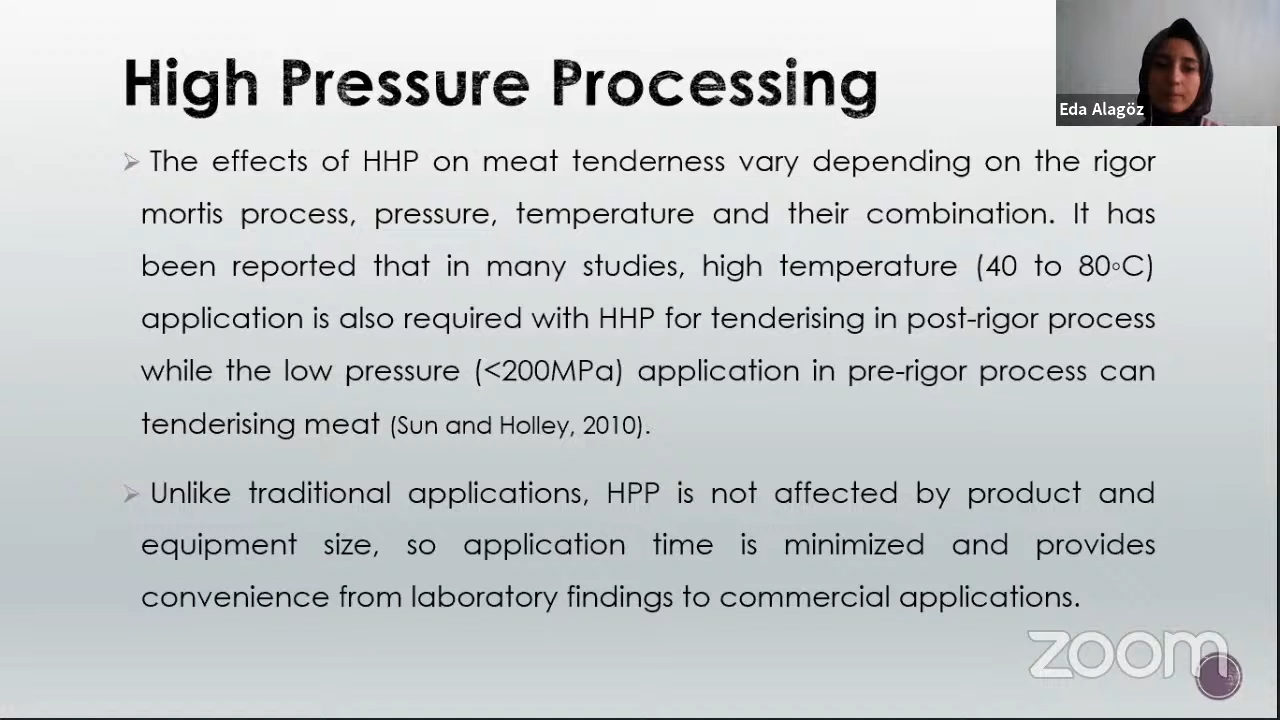 High Pressure Processing
Eda Alagöz
➢ The effects of HHP on meat tenderness vary depending on the rigor
mortis process, pressure, temperature and their combination. It has
been reported that in many studies, high temperature (40 to 80◦C)
application is also required with HHP for tenderising in post-rigor process
while the low pressure (<200MPa) application in pre-rigor process can
tenderising meat (Sun and Holley, 2010).
➢ Unlike traditional applications, HPP is not affected by product and
equipment size, so application time is minimized and provides
convenience from laboratory findings to commercial applications.
zoom